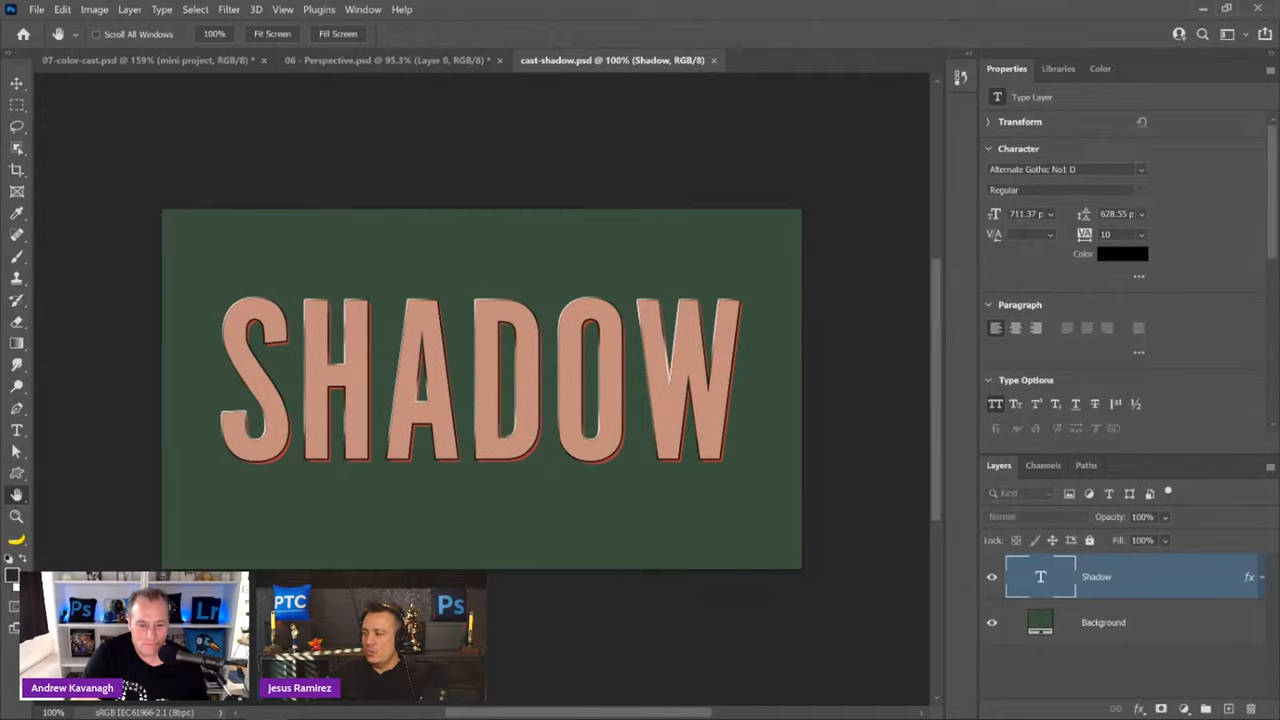 Ps File Edit Image Layer Type Select Filter 3D View Plugins Window Help
Scroll All Windows 100% Fit Screen Fill Screen
07-color-cast.psd @ 159% (mini project, RGB/8) * × 06 - Perspective.psd @ 95.3% (Layer 0, RGB/8) * × cast-shadow.psd @ 100% (Shadow, RGB/8) ×
Properties Libraries Color
T Type Layer
Transform
Character
Alternate Gothic No1 D
Regular
711.37 p 628.55 p
10
Color
Paragraph
Type Options
Layers Channels Paths
Kind
Normal Opacity: 100%
Lock: Fill: 100%
T Shadow fx
Background
SHADOW
Ps Lr
PTC Ps
Andrew Kavanagh Jesus Ramirez
100% sRGB IEC61966-2.1 (8bpc)